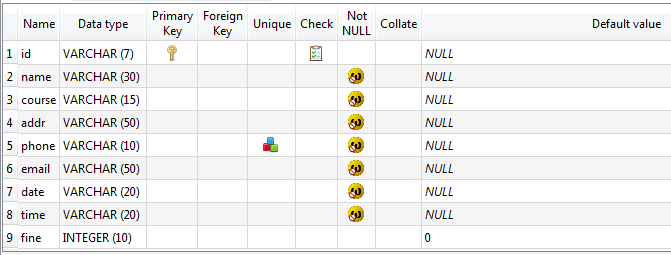 Name Data type Primary Key Foreign Key Unique Check Not NULL Collate Default value
1 id VARCHAR (7) NULL
2 name VARCHAR (30) NULL
3 course VARCHAR (15) NULL
4 addr VARCHAR (50) NULL
5 phone VARCHAR (10) NULL
6 email VARCHAR (50) NULL
7 date VARCHAR (20) NULL
8 time VARCHAR (20) NULL
9 fine INTEGER (10) 0